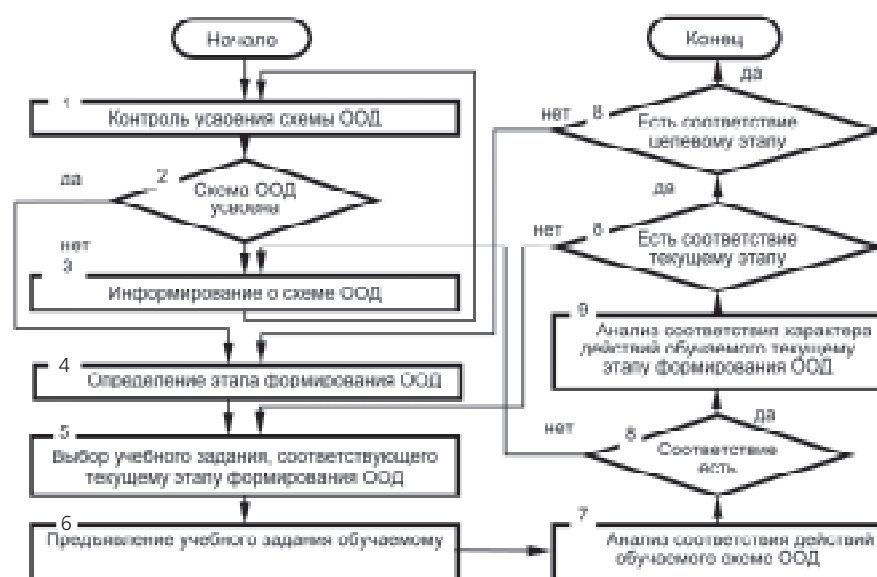 Начало
1
Контроль усвоения схемы ООД
2
Схема ООД
усвоена
да
нет
3
Информирование о схеме ООД
4
Определение этапа формирования ООД
5
Выбор учебного задания, соответствующего
текущему этапу формирования ООД
6
Предъявление учебного задания обучаемому
7
Анализ соответствия действий
обучаемого схеме ООД
8
Соответствие
есть
нет
да
9
Анализ соответствия характера
действий обучаемого текущему
этапу формирования ООД
Есть соответствие
текущему этапу
нет
да
8
Есть соответствие
целевому этапу
нет
да
Конец